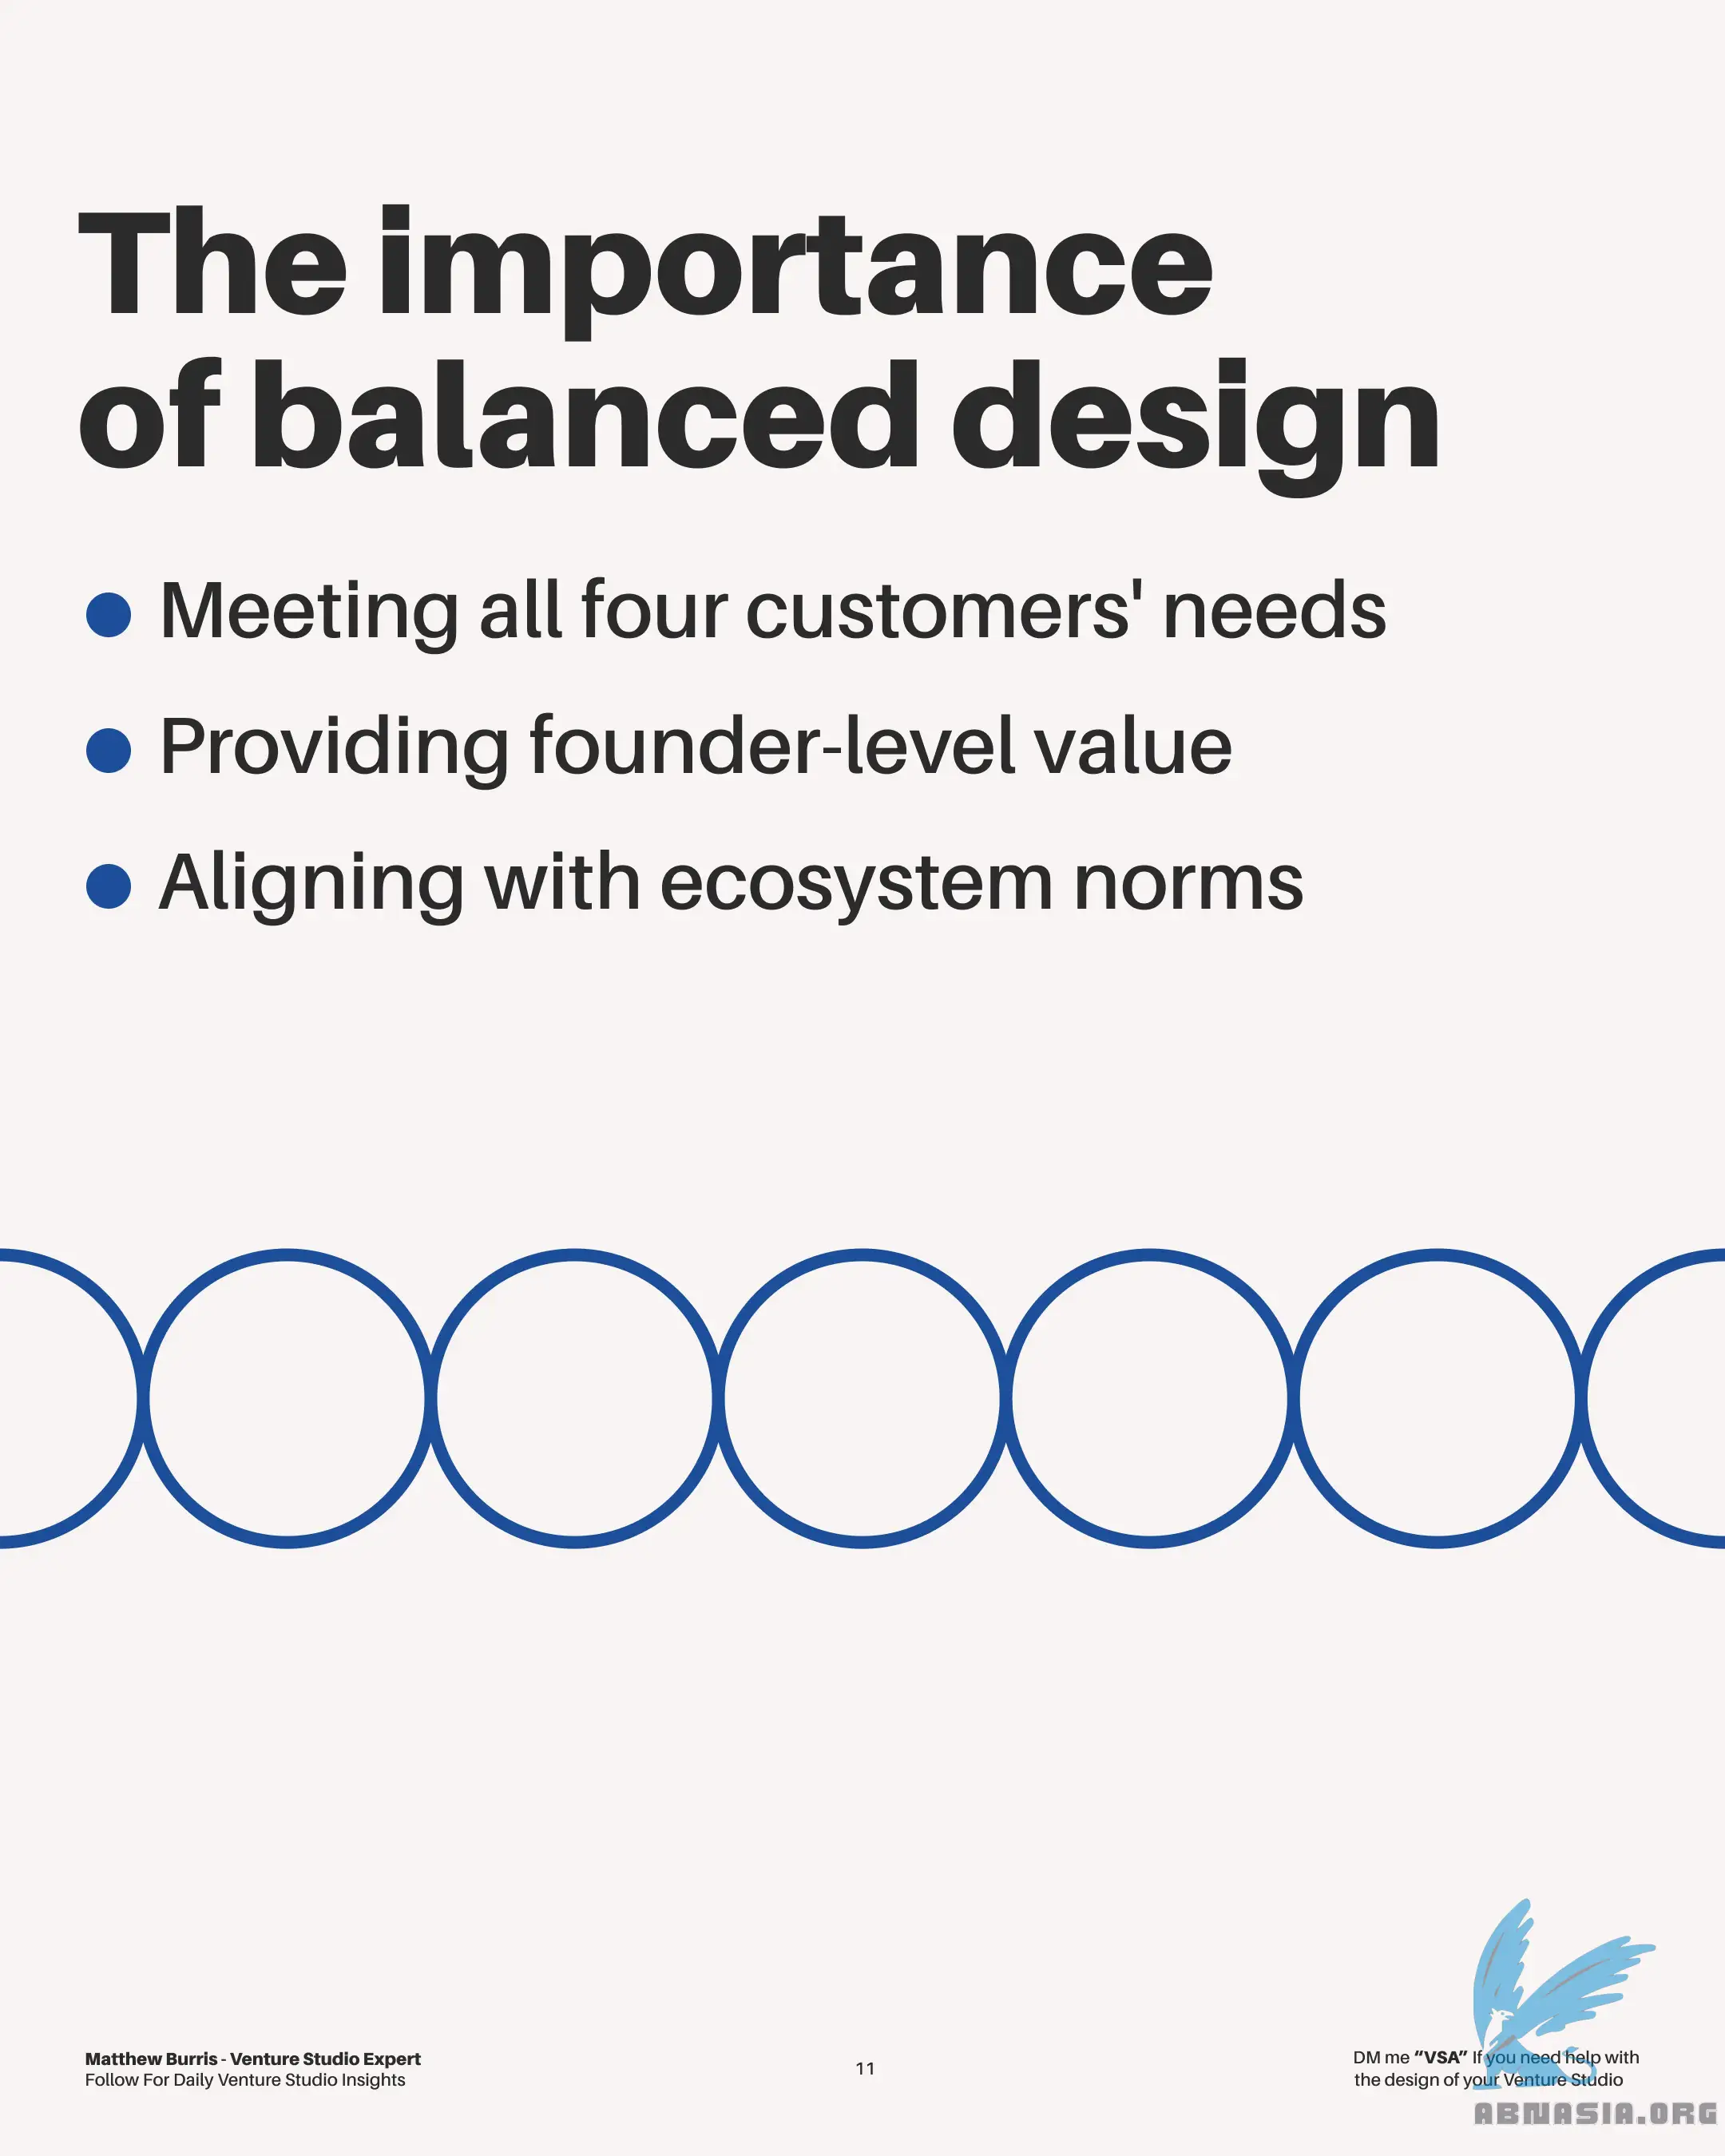 The importance
of balanced design
Meeting all four customers' needs
Providing founder-level value
Aligning with ecosystem norms
Matthew Burris - Venture Studio Expert
Follow For Daily Venture Studio Insights
11
DM me “VSA” If you need help with
the design of your Venture Studio
ABNASIA.ORG